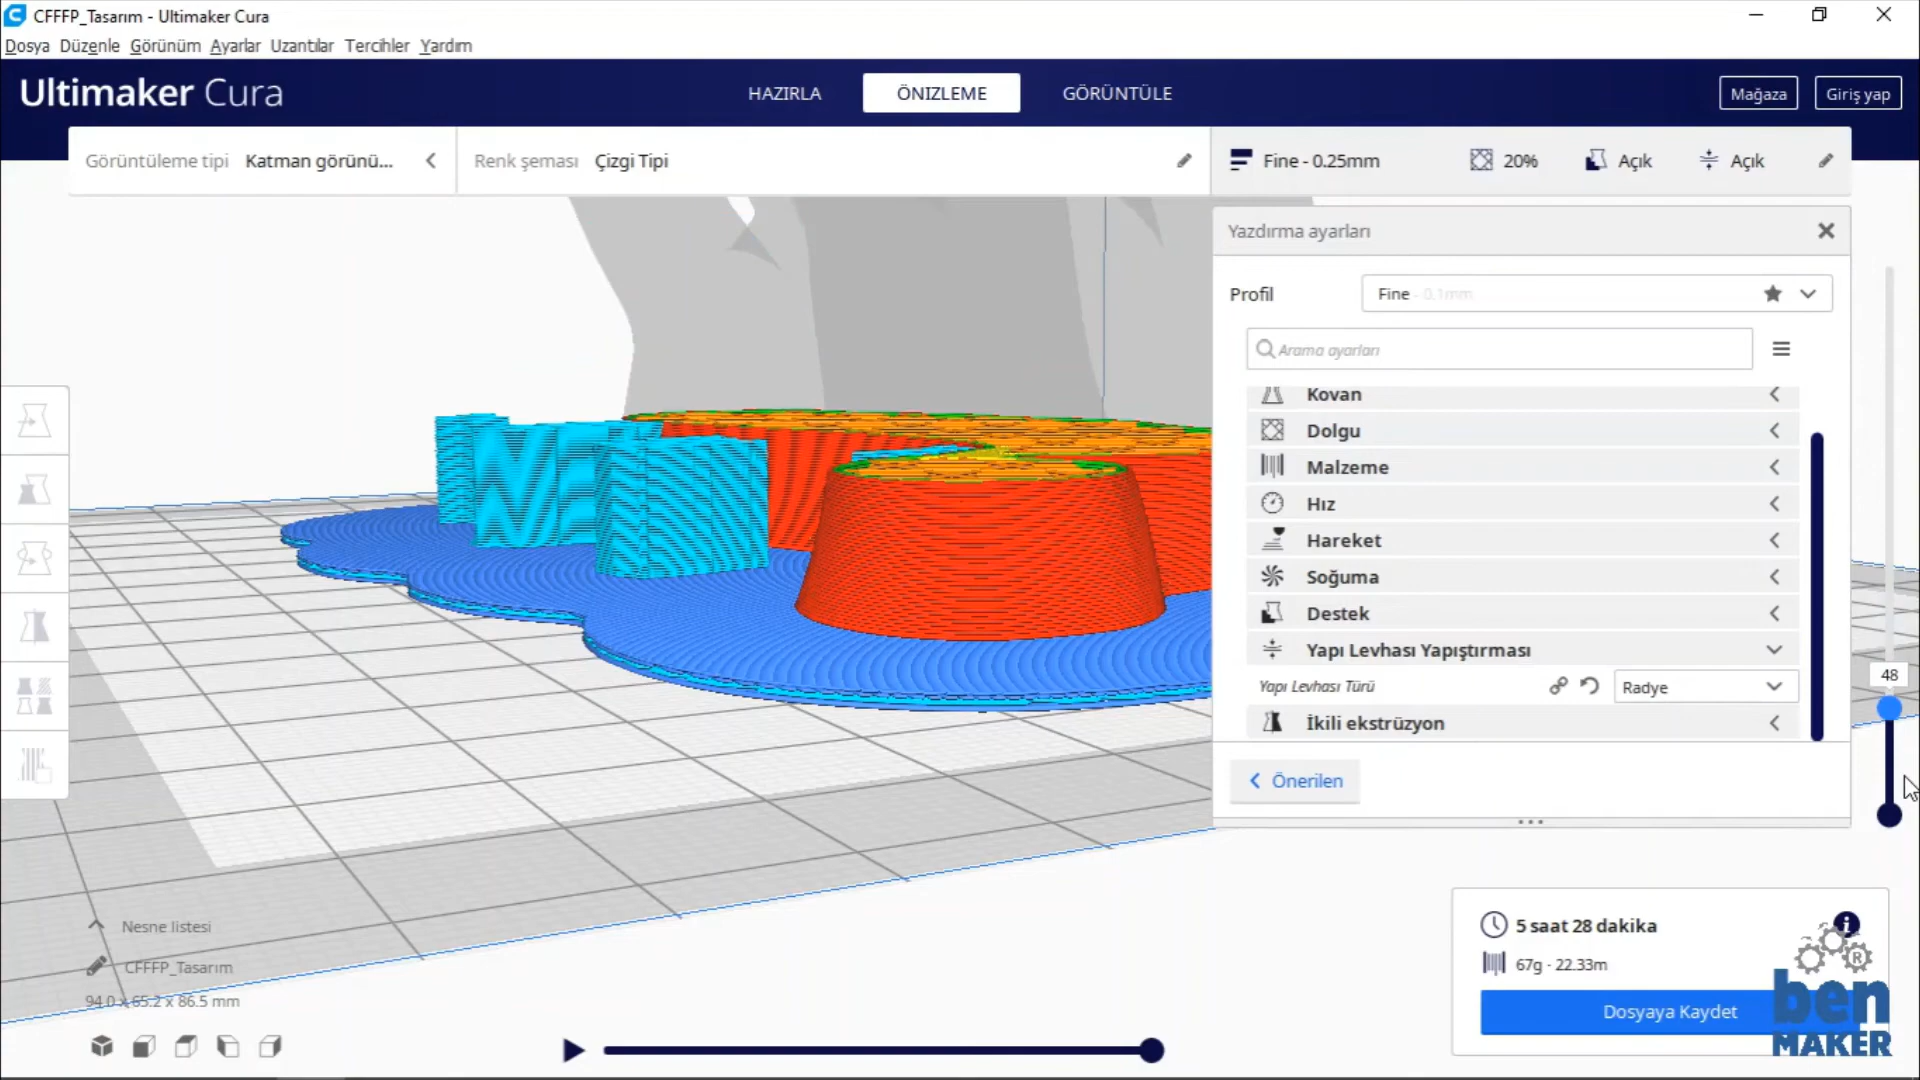 CFFFP_Tasarım - Ultimaker Cura
Dosya Düzenle Görünüm Ayarlar Uzantılar Tercihler Yardım
Ultimaker Cura
HAZIRLA
ÖNIZLEME
GÖRÜNTÜLE
Mağaza
Giriş yap
Görüntüleme tipi Katman görünü...
Renk şeması Çizgi Tipi
Fine - 0.25mm
20%
Açık
Açık
Yazdırma ayarları
Profil
Fine - 0.1mm
Arama ayarları
Kovan
Dolgu
Malzeme
Hız
Hareket
Soğuma
Destek
Yapı Levhası Yapıştırması
Yapı Levhası Türü
Radye
İkili ekstrüzyon
Önerilen
48
Nesne listesi
CFFFP_Tasarım
94.0 x 65.2 x 86.5 mm
5 saat 28 dakika
67g - 22.33m
Dosyaya Kaydet
R
ben
MAKER